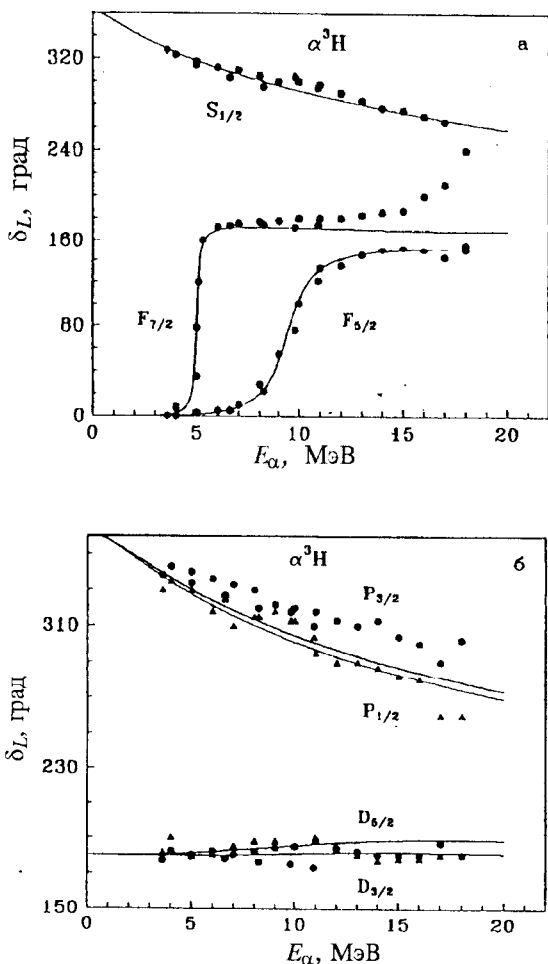 360
α³H
а
320
S₁/₂
240
δL, град
160
F₇/₂
F₅/₂
80
0
0
5
10
15
20
Eα, МэВ
α³H
б
P₃/₂
310
P₁/₂
δL, град
230
D₅/₂
D₃/₂
150
0
5
10
15
20
Eα, МэВ